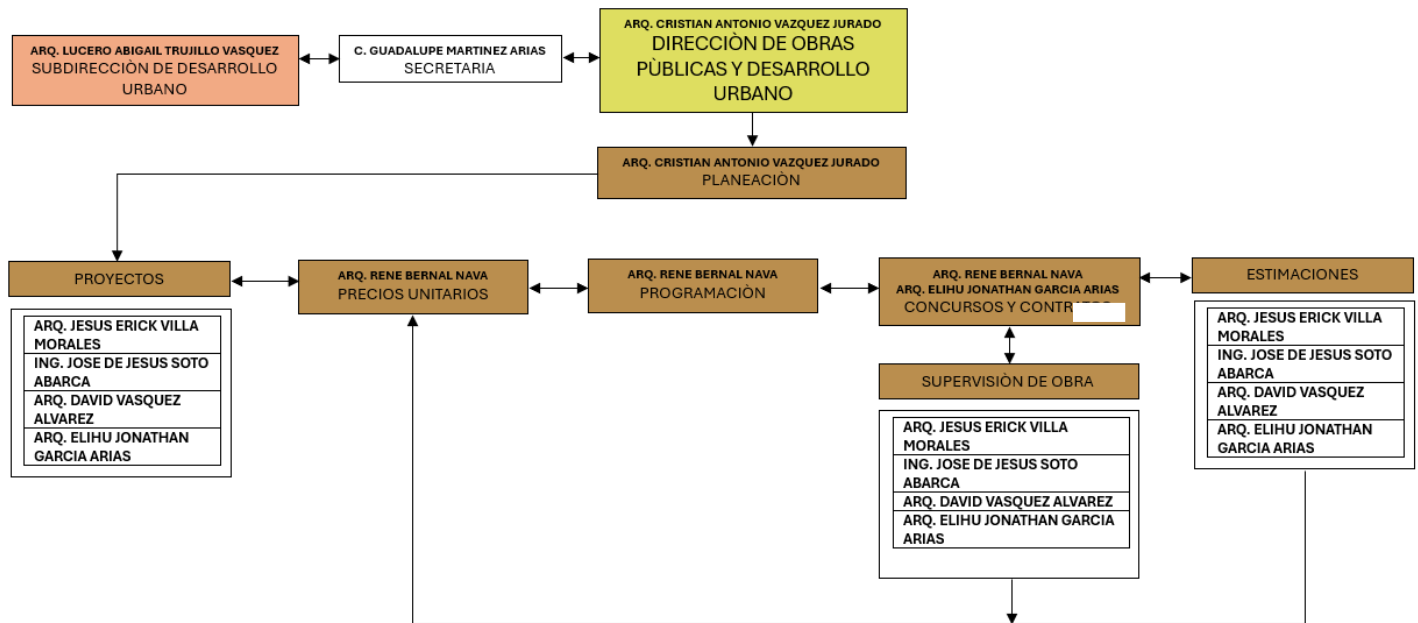 ARQ. CRISTIAN ANTONIO VAZQUEZ JURADO
DIRECCIÒN DE OBRAS
PÙBLICAS Y DESARROLLO
URBANO
ARQ. LUCERO ABIGAIL TRUJILLO VASQUEZ
SUBDIRECCIÒN DE DESARROLLO
URBANO
C. GUADALUPE MARTINEZ ARIAS
SECRETARIA
ARQ. CRISTIAN ANTONIO VAZQUEZ JURADO
PLANEACIÒN
PROYECTOS
ARQ. JESUS ERICK VILLA
MORALES
ING. JOSE DE JESUS SOTO
ABARCA
ARQ. DAVID VASQUEZ
ALVAREZ
ARQ. ELIHU JONATHAN
GARCIA ARIAS
ARQ. RENE BERNAL NAVA
PRECIOS UNITARIOS
ARQ. RENE BERNAL NAVA
PROGRAMACIÒN
ARQ. RENE BERNAL NAVA
ARQ. ELIHU JONATHAN GARCIA ARIAS
CONCURSOS Y
SUPERVISIÒN DE OBRA
ARQ. JESUS ERICK VILLA
MORALES
ING. JOSE DE JESUS SOTO
ABARCA
ARQ. DAVID VASQUEZ ALVAREZ
ARQ. ELIHU JONATHAN GARCIA
ARIAS
ESTIMACIONES
ARQ. JESUS ERICK VILLA
MORALES
ING. JOSE DE JESUS SOTO
ABARCA
ARQ. DAVID VASQUEZ
ALVAREZ
ARQ. ELIHU JONATHAN
GARCIA ARIAS